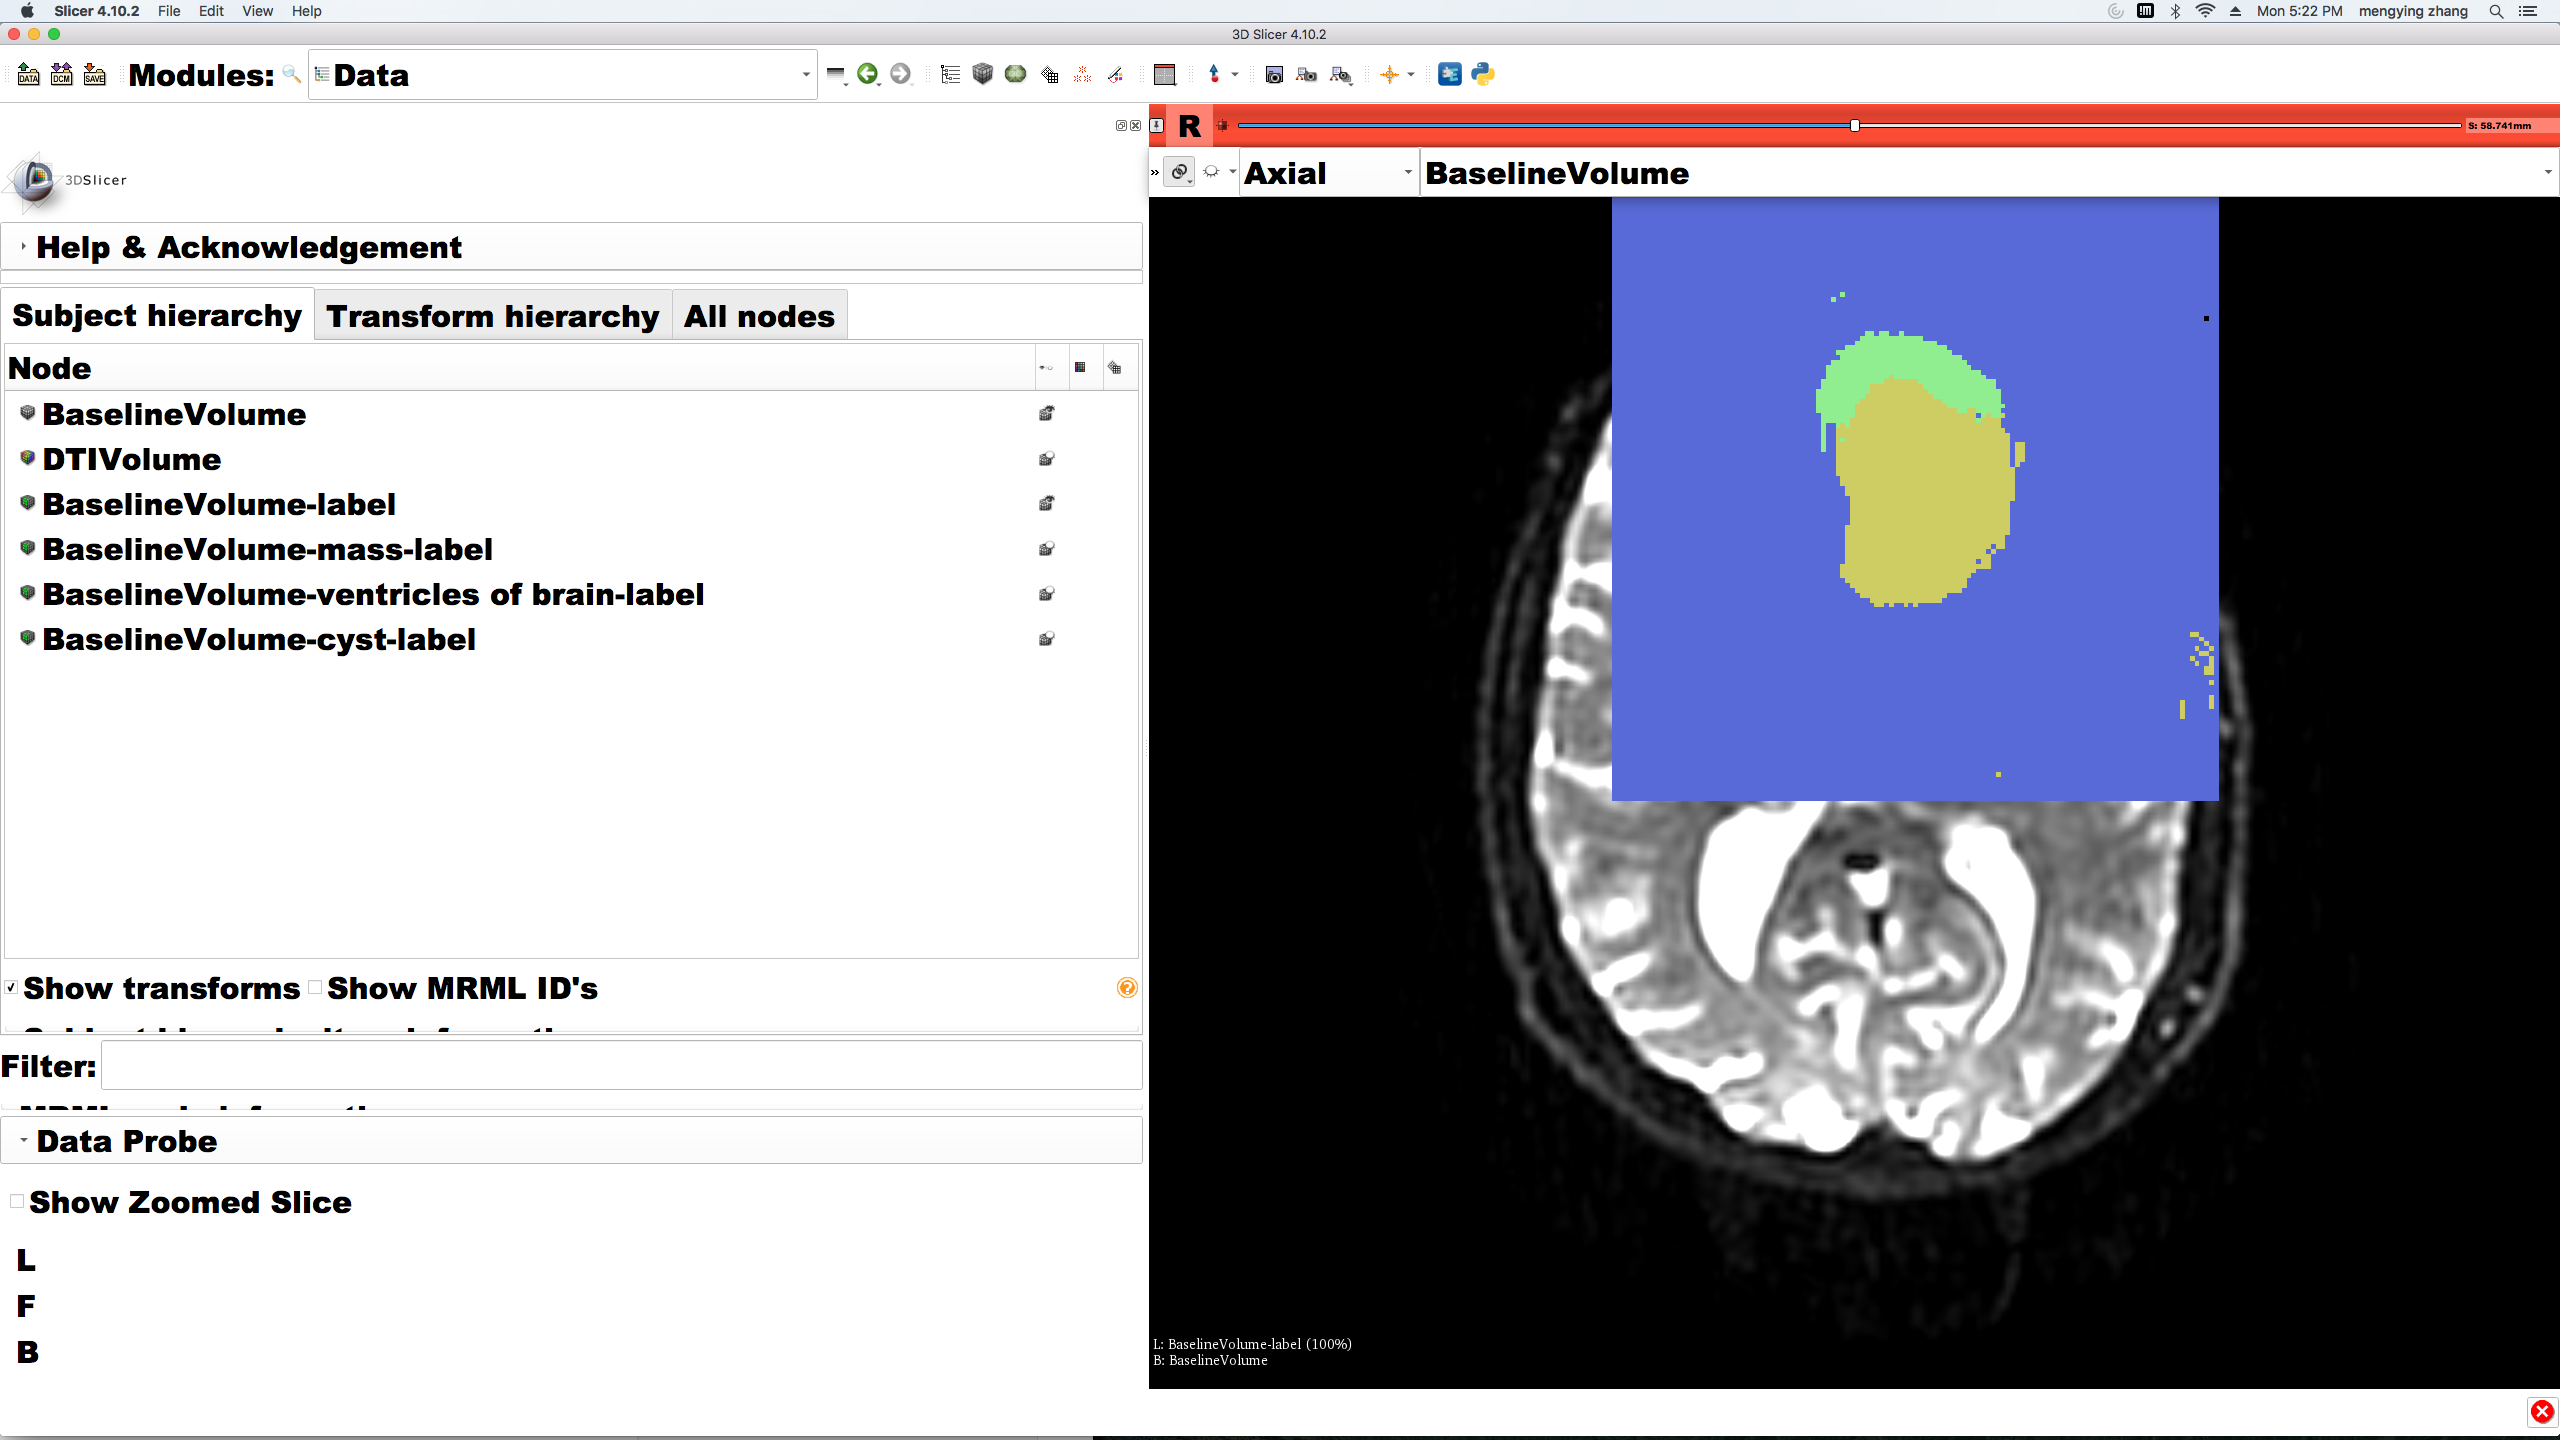 Slicer 4.10.2 File Edit View Help Mon 5:22 PM mengying zhang
3D Slicer 4.10.2
DATA DCM SAVE Modules: Data
R S: 58.741mm
Axial BaselineVolume
3DSlicer
Help & Acknowledgement
Subject hierarchy Transform hierarchy All nodes
Node
BaselineVolume
DTIVolume
BaselineVolume-label
BaselineVolume-mass-label
BaselineVolume-ventricles of brain-label
BaselineVolume-cyst-label
Show transforms Show MRML ID's
Filter:
Data Probe
Show Zoomed Slice
L
F
B
L: BaselineVolume-label (100%)
B: BaselineVolume